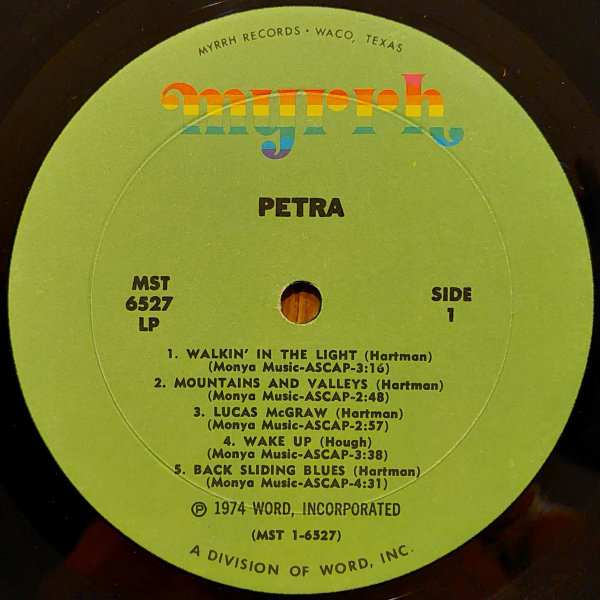 MYRRH RECORDS • WACO, TEXAS
myrrh
PETRA
MST
6527
LP
SIDE
1
1. WALKIN' IN THE LIGHT (Hartman)
(Monya Music-ASCAP-3:16)
2. MOUNTAINS AND VALLEYS (Hartman)
(Monya Music-ASCAP-2:48)
3. LUCAS McGRAW (Hartman)
(Monya Music-ASCAP-2:57)
4. WAKE UP (Hough)
(Monya Music-ASCAP-3:38)
5. BACK SLIDING BLUES (Hartman)
(Monya Music-ASCAP-4:31)
℗ 1974 WORD, INCORPORATED
(MST 1-6527)
A DIVISION OF WORD, INC.